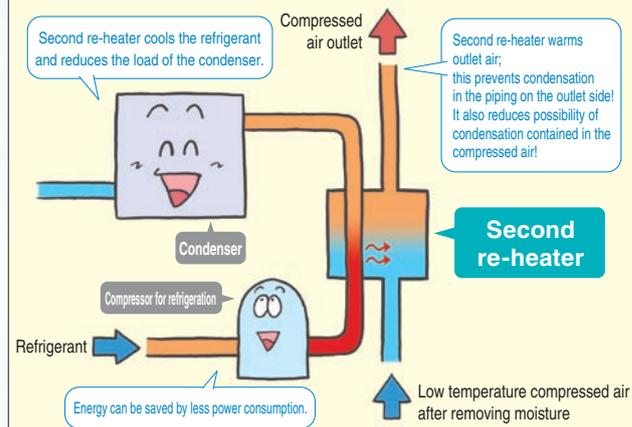 Second re-heater cools the refrigerant
and reduces the load of the condenser.
Compressed
air outlet
Second re-heater warms
outlet air;
this prevents condensation
in the piping on the outlet side!
It also reduces possibility of
condensation contained in the
compressed air!
Condenser
Second
re-heater
Compressor for refrigeration
Refrigerant
Energy can be saved by less power consumption.
Low temperature compressed air
after removing moisture